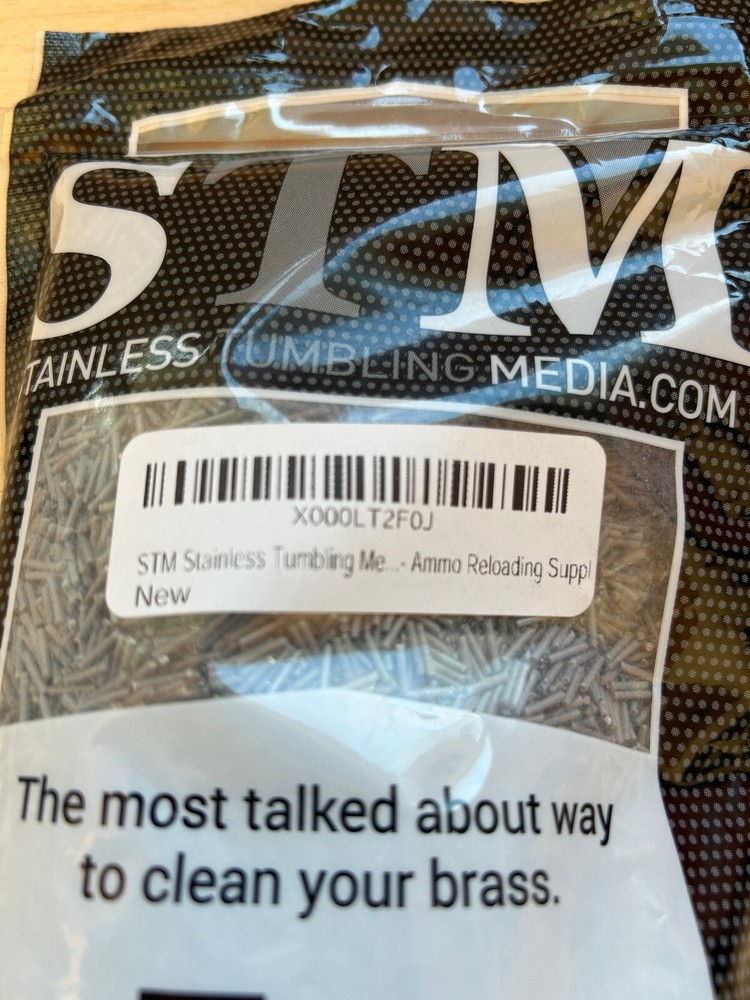 STM
STAINLESS TUMBLING MEDIA.COM
X000LT2F0J
STM Stainless Tumbling Me...- Ammo Reloading Suppl
New
The most talked about way
to clean your brass.